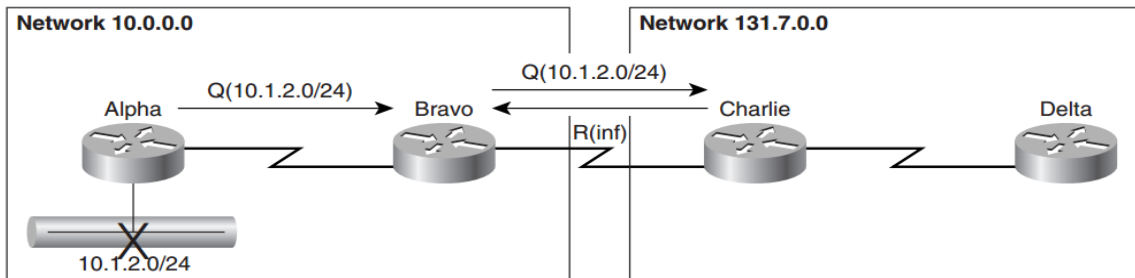 Network 10.0.0.0
Network 131.7.0.0
Q(10.1.2.0/24)
Q(10.1.2.0/24)
Alpha
Bravo
Charlie
Delta
R(inf)
10.1.2.0/24